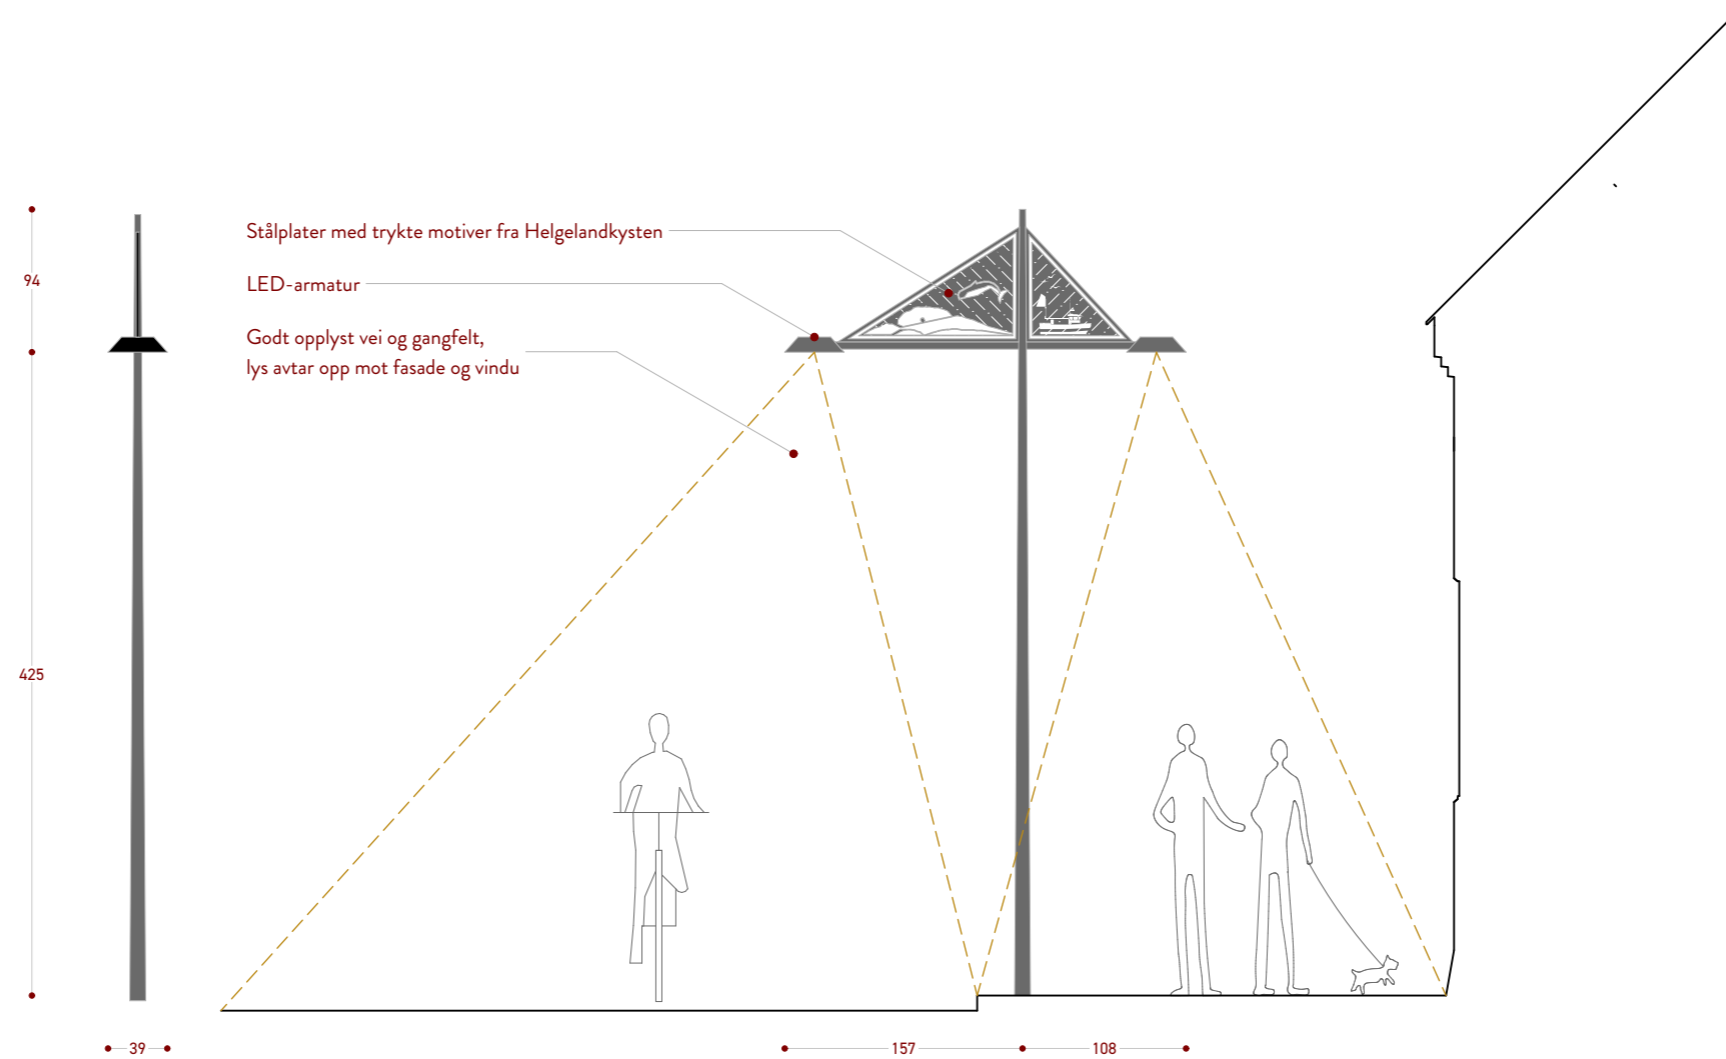 Stålplater med trykte motiver fra Helgelandkysten
LED-armatur
Godt opplyst vei og gangfelt,
lys avtar opp mot fasade og vindu
94
425
39
157
108